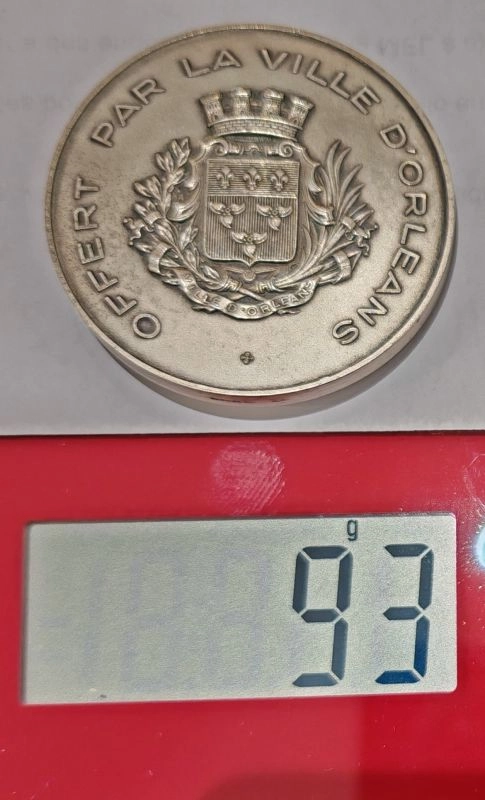 OFFERT PAR LA VILLE D'ORLEANS
VILLE D'ORLEANS
g
93